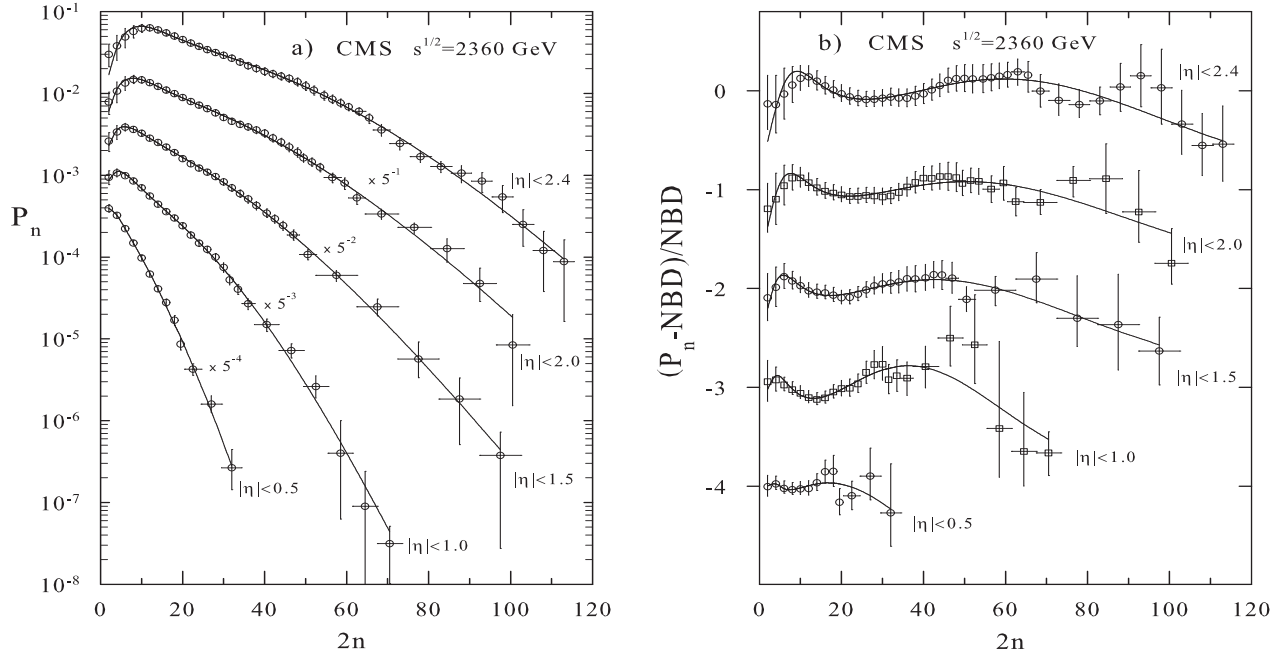 a) CMS s^{1/2}=2360 GeV
10^0
10^{-1}
10^{-2}
10^{-3}
10^{-4}
10^{-5}
10^{-6}
10^{-7}
10^{-8}
P_n
|η|<2.4
× 5^{-1}
|η|<2.0
× 5^{-2}
|η|<1.5
× 5^{-3}
|η|<1.0
× 5^{-4}
|η|<0.5
0 20 40 60 80 100 120
2n
b) CMS s^{1/2}=2360 GeV
0
-1
-2
-3
-4
(P_n-NBD)/NBD
|η|<2.4
|η|<2.0
|η|<1.5
|η|<1.0
|η|<0.5
0 20 40 60 80 100 120
2n